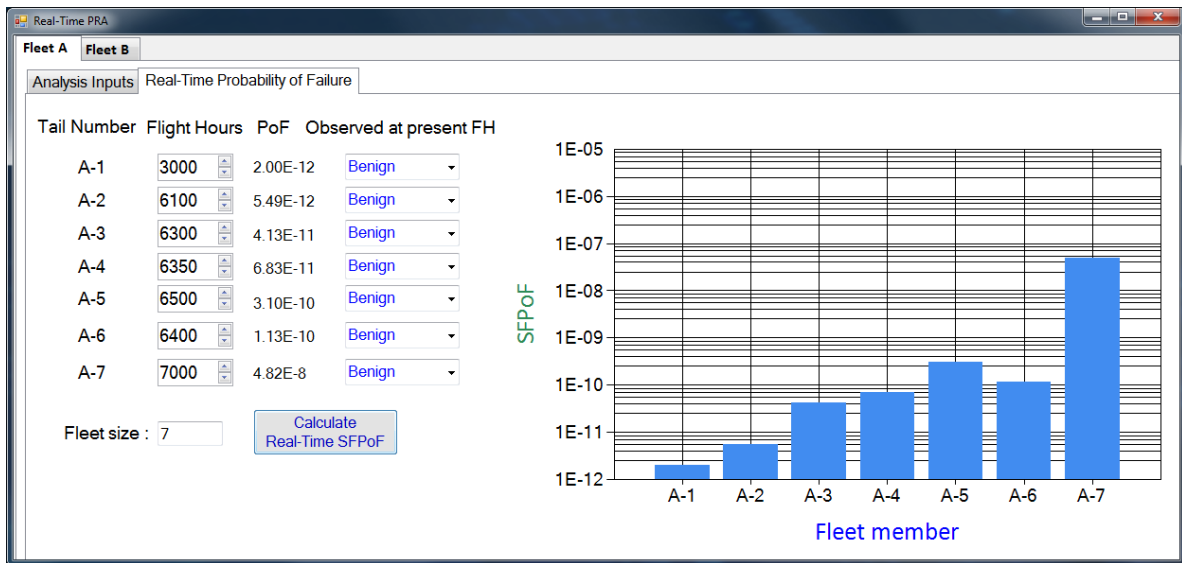 Real-Time PRA
Fleet A Fleet B
Analysis Inputs Real-Time Probability of Failure
Tail Number Flight Hours PoF Observed at present FH
A-1 3000 2.00E-12 Benign
A-2 6100 5.49E-12 Benign
A-3 6300 4.13E-11 Benign
A-4 6350 6.83E-11 Benign
A-5 6500 3.10E-10 Benign
A-6 6400 1.13E-10 Benign
A-7 7000 4.82E-8 Benign
Fleet size : 7
Calculate
Real-Time SFPoF
SFPoF
1E-05
1E-06
1E-07
1E-08
1E-09
1E-10
1E-11
1E-12
A-1 A-2 A-3 A-4 A-5 A-6 A-7
Fleet member